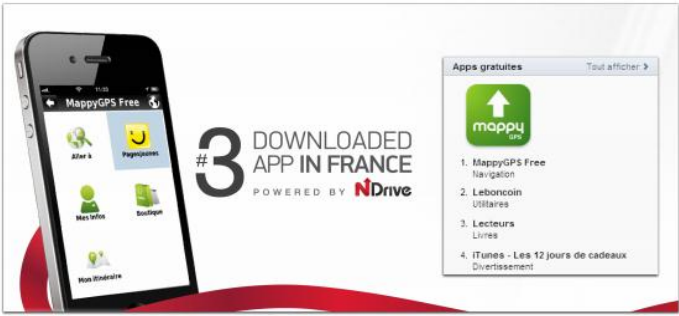 11:03
MappyGPS Free
Aller à
Pagesjaunes
Mes Infos
Boutique
Mon itinéraire
#3 DOWNLOADED
APP IN FRANCE
POWERED BY NDrive
Apps gratuites Tout afficher
mappy
GPS
1. MappyGPS Free
Navigation
2. Leboncoin
Utilitaires
3. Lecteurs
Livres
4. iTunes - Les 12 jours de cadeaux
Divertissement